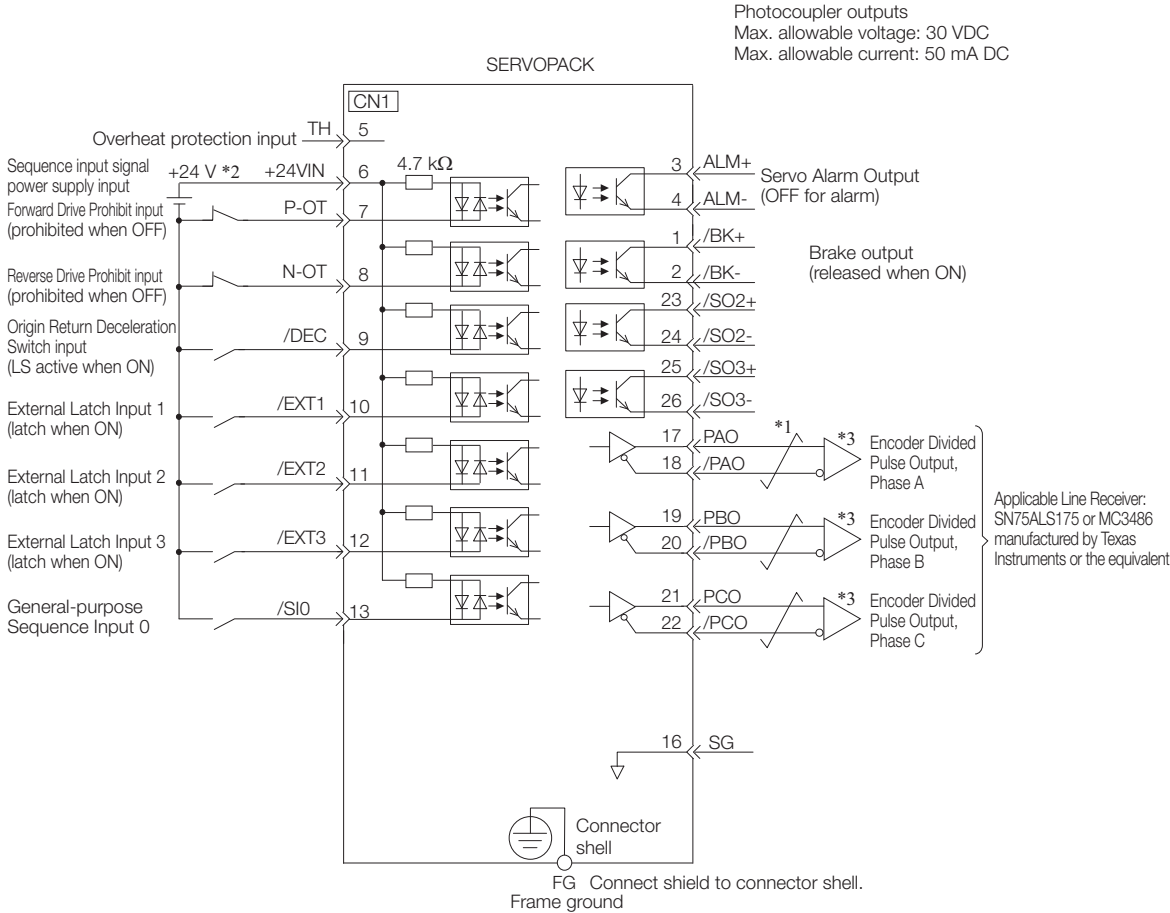 Photocoupler outputs
Max. allowable voltage: 30 VDC
Max. allowable current: 50 mA DC
SERVOPACK
CN1
Overheat protection input
TH
5
Sequence input signal
power supply input
+24 V *2
+24VIN
6
4.7 kΩ
Forward Drive Prohibit input
(prohibited when OFF)
P-OT
7
Reverse Drive Prohibit input
(prohibited when OFF)
N-OT
8
Origin Return Deceleration
Switch input
(LS active when ON)
/DEC
9
External Latch Input 1
(latch when ON)
/EXT1
10
External Latch Input 2
(latch when ON)
/EXT2
11
External Latch Input 3
(latch when ON)
/EXT3
12
General-purpose
Sequence Input 0
/SI0
13
3
ALM+
4
ALM-
Servo Alarm Output
(OFF for alarm)
1
/BK+
2
/BK-
Brake output
(released when ON)
23
/SO2+
24
/SO2-
25
/SO3+
26
/SO3-
17
PAO
18
/PAO
*1
*3
Encoder Divided
Pulse Output,
Phase A
19
PBO
20
/PBO
*3
Encoder Divided
Pulse Output,
Phase B
21
PCO
22
/PCO
*3
Encoder Divided
Pulse Output,
Phase C
Applicable Line Receiver:
SN75ALS175 or MC3486
manufactured by Texas
Instruments or the equivalent
16
SG
Connector
shell
FG
Connect shield to connector shell.
Frame ground